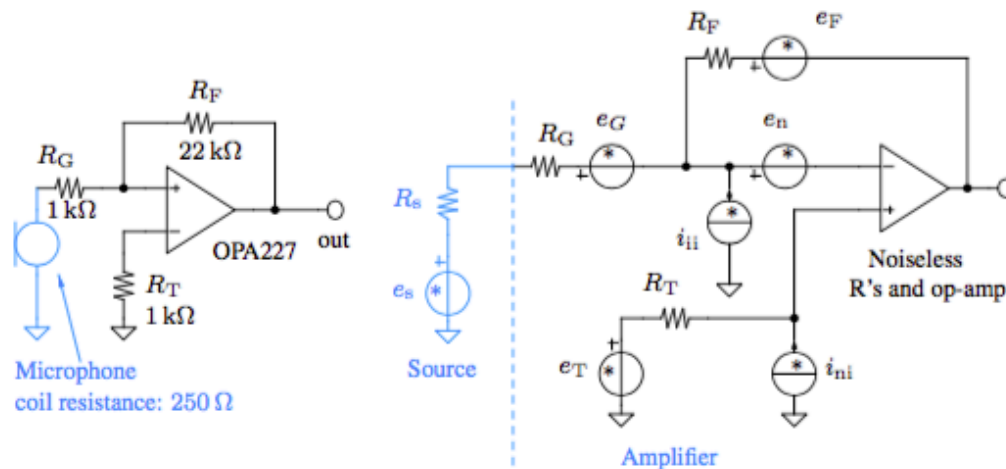 R_F
22 kΩ
R_G
1 kΩ
+
−
OPA227
out
R_T
1 kΩ
Microphone
coil resistance: 250 Ω
R_F
e_F
*
+
R_G
e_G
*
+
e_n
*
+
−
+
R_s
e_s
*
+
i_ii
*
Noiseless
R's and op-amp
R_T
e_T
*
+
i_ni
*
Source
Amplifier